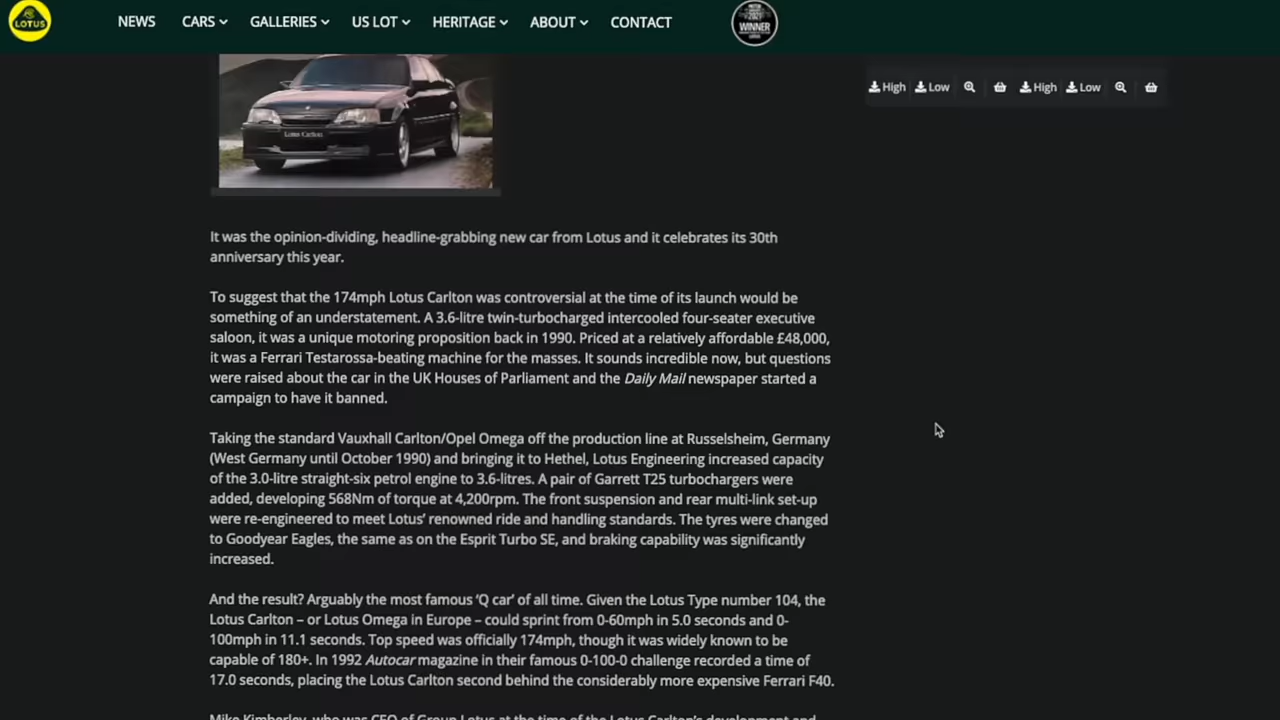 LOTUS
NEWS
CARS
GALLERIES
US LOT
HERITAGE
ABOUT
CONTACT
WINNER
High
Low
High
Low
Lotus Carlton
It was the opinion-dividing, headline-grabbing new car from Lotus and it celebrates its 30th
anniversary this year.
To suggest that the 174mph Lotus Carlton was controversial at the time of its launch would be
something of an understatement. A 3.6-litre twin-turbocharged intercooled four-seater executive
saloon, it was a unique motoring proposition back in 1990. Priced at a relatively affordable £48,000,
it was a Ferrari Testarossa-beating machine for the masses. It sounds incredible now, but questions
were raised about the car in the UK Houses of Parliament and the Daily Mail newspaper started a
campaign to have it banned.
Taking the standard Vauxhall Carlton/Opel Omega off the production line at Russelsheim, Germany
(West Germany until October 1990) and bringing it to Hethel, Lotus Engineering increased capacity
of the 3.0-litre straight-six petrol engine to 3.6-litres. A pair of Garrett T25 turbochargers were
added, developing 568Nm of torque at 4,200rpm. The front suspension and rear multi-link set-up
were re-engineered to meet Lotus’ renowned ride and handling standards. The tyres were changed
to Goodyear Eagles, the same as on the Esprit Turbo SE, and braking capability was significantly
increased.
And the result? Arguably the most famous ‘Q car’ of all time. Given the Lotus Type number 104, the
Lotus Carlton – or Lotus Omega in Europe – could sprint from 0-60mph in 5.0 seconds and 0-
100mph in 11.1 seconds. Top speed was officially 174mph, though it was widely known to be
capable of 180+. In 1992 Autocar magazine in their famous 0-100-0 challenge recorded a time of
17.0 seconds, placing the Lotus Carlton second behind the considerably more expensive Ferrari F40.
Mike Kimberley, who was CEO of Group Lotus at the time of the Lotus Carlton’s development and